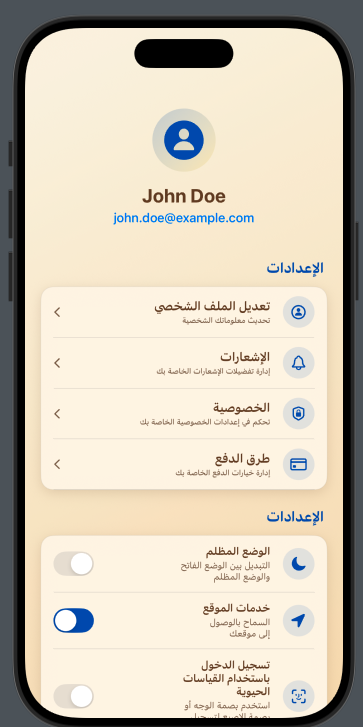 John Doe
john.doe@example.com
الإعدادات
تعديل الملف الشخصي
تحديث معلوماتك الشخصية
الإشعارات
إدارة تفضيلات الإشعارات الخاصة بك
الخصوصية
تحكم في إعدادات الخصوصية الخاصة بك
طرق الدفع
إدارة خيارات الدفع الخاصة بك
الإعدادات
الوضع المظلم
التبديل بين الوضع الفاتح
والوضع المظلم
خدمات الموقع
السماح بالوصول
إلى موقعك
تسجيل الدخول
باستخدام القياسات
الحيوية
استخدم بصمة الوجه أو